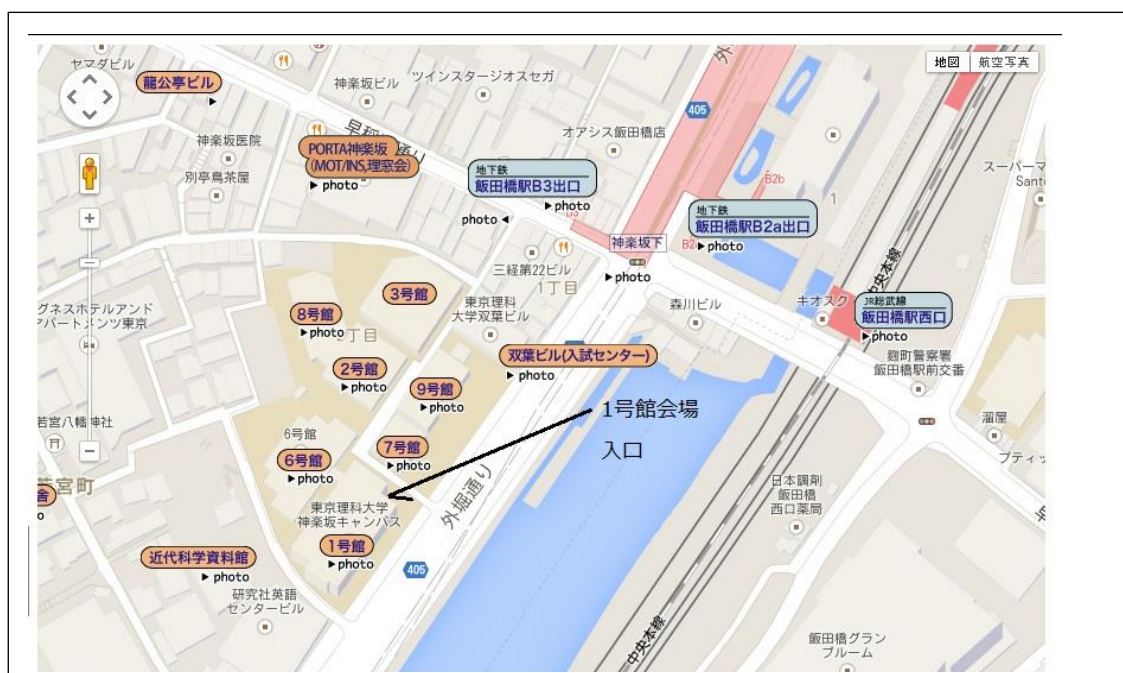 ヤマダビル
龍公亭ビル
神楽坂ビル
ツインスタージオスセガ
405
地図
航空写真
神楽坂医院
別亭鳥茶屋
PORTA神楽坂
(MOT/INS,理窓会)
▶ photo
オアシス飯田橋店
地下鉄
飯田橋駅B3出口
▶ photo
photo ◀
B3
B2b
1
スーパーマ
Sant
地下鉄
飯田橋駅B2a出口
▶ photo
神楽坂下
▶ photo
三経第22ビル
1丁目
3号館
8号館
▶ photo
グネスホテルアンド
アパートメンツ東京
東京理科
大学双葉ビル
森川ビル
キオスク
中央本線
JR総武線
飯田橋駅西口
▶ photo
麹町警察署
飯田橋駅前交番
2号館
▶ photo
9号館
▶ photo
双葉ビル(入試センター)
▶ photo
1号館会場
入口
若宮八幡神社
若宮町
6号館
6号館
▶ photo
7号館
▶ photo
溜屋
ブティッ
東京理科大学
神楽坂キャンパス
外堀通り
日本調剤
飯田橋
西口薬局
1号館
▶ photo
近代科学資料館
▶ photo
405
研究社英語
センタービル
中央本線
飯田橋グラン
ブルーム